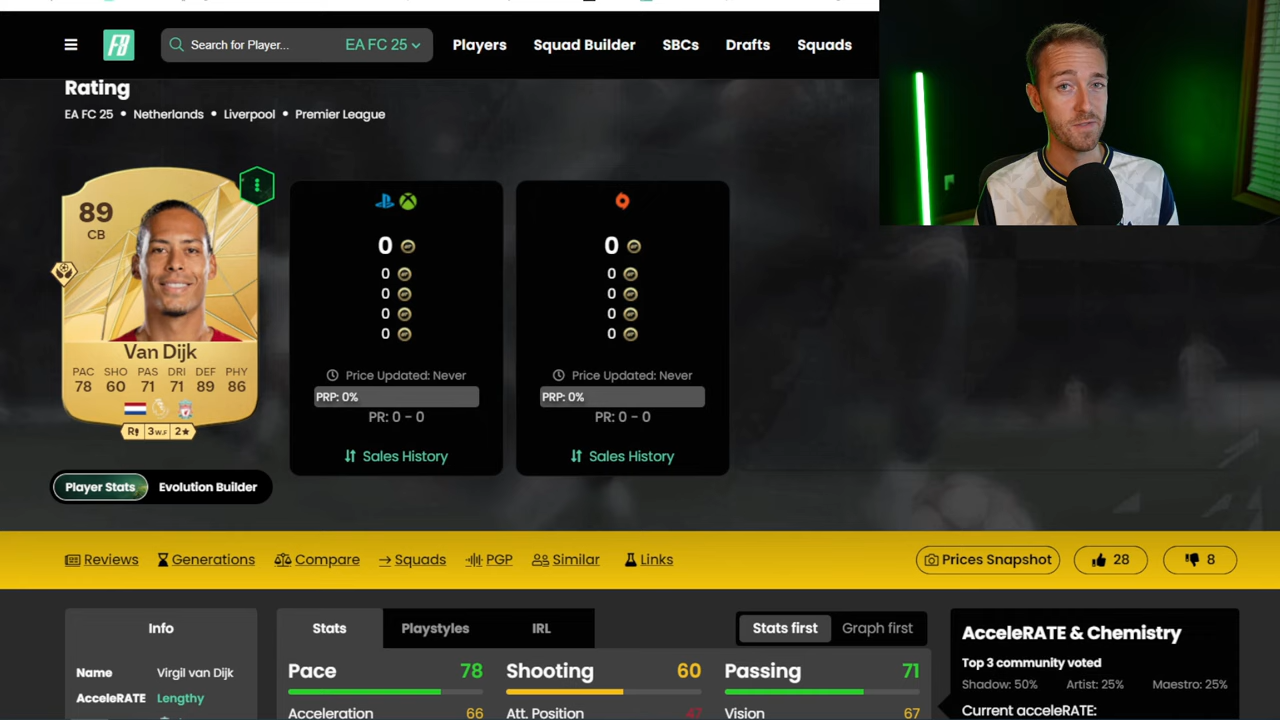 Search for Player... EA FC 25 Players Squad Builder SBCs Drafts Squads
Rating
EA FC 25 • Netherlands • Liverpool • Premier League
89
CB
Van Dijk
PAC SHO PAS DRI DEF PHY
78 60 71 71 89 86
R 3 W.F 2★
0
0
0
0
0
Price Updated: Never
PRP: 0%
PR: 0 - 0
Sales History
0
0
0
0
0
Price Updated: Never
PRP: 0%
PR: 0 - 0
Sales History
Player Stats Evolution Builder
Reviews Generations Compare Squads PGP Similar Links Prices Snapshot 28 8
Info
Name Virgil van Dijk
AcceleRATE Lengthy
Stats Playstyles IRL Stats first Graph first
Pace 78 Shooting 60 Passing 71
Acceleration 66 Att. Position 47 Vision 67
AcceleRATE & Chemistry
Top 3 community voted
Shadow: 50% Artist: 25% Maestro: 25%
Current acceleRATE: